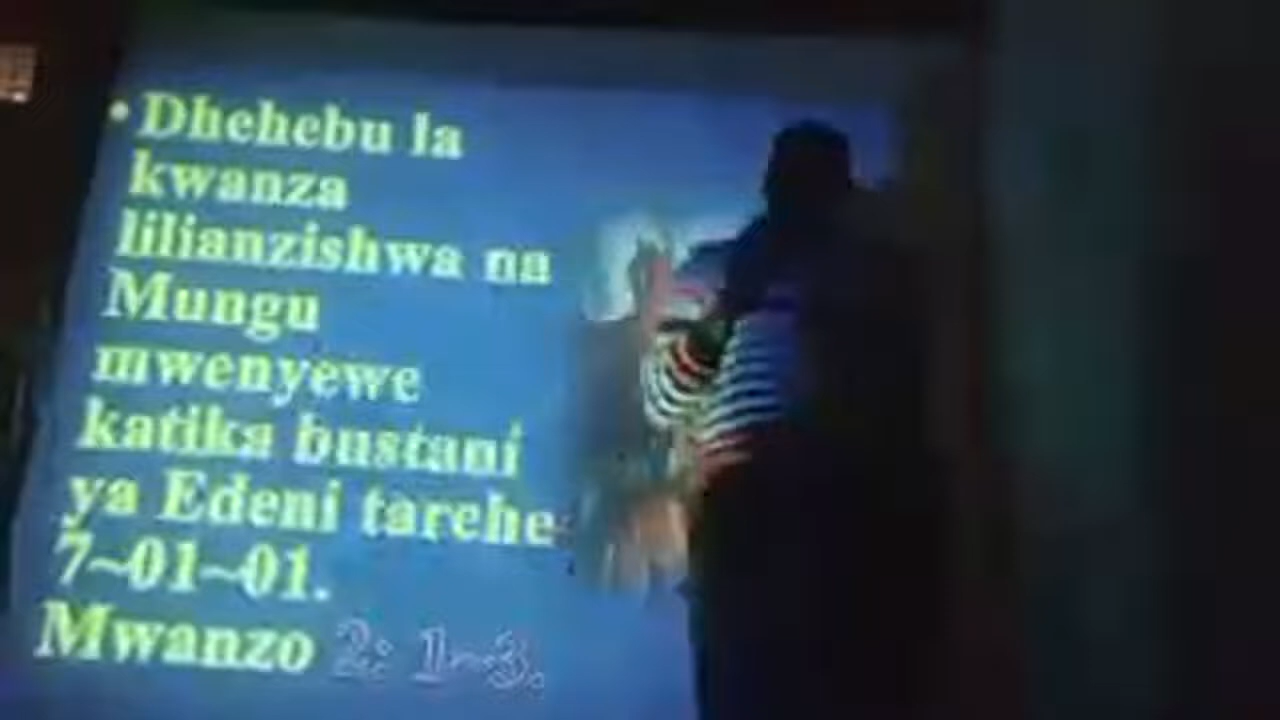 • Dhehebu la
kwanza
lilianzishwa na
Mungu
mwenyewe
katika bustani
ya Edeni tarehe
7~01~01.
Mwanzo 2: 1~3.